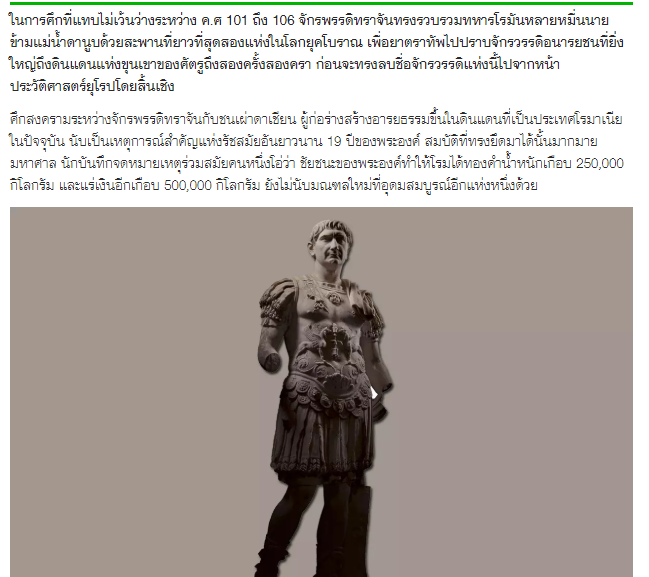 ในการศึกที่แทบไม่เว้นว่างระหว่าง ค.ศ 101 ถึง 106 จักรพรรดิทราจันทรงรวบรวมทหารโรมันหลายหมื่นนาย
ข้ามแม่น้ำดานูบด้วยสะพานที่ยาวที่สุดสองแห่งในโลกยุคโบราณ เพื่อยาตราทัพไปปราบจักรวรรดิอนารยชนที่ยิ่ง
ใหญ่ถึงดินแดนแห่งขุนเขาของศัตรูถึงสองครั้งสองครา ก่อนจะทรงลบชื่อจักรวรรดิแห่งนี้ไปจากหน้า
ประวัติศาสตร์ยุโรปโดยสิ้นเชิง
ศึกสงครามระหว่างจักรพรรดิทราจันกับชนเผ่าดาเชียน ผู้ก่อร่างสร้างอารยธรรมขึ้นในดินแดนที่เป็นประเทศโรมาเนีย
ในปัจจุบัน นับเป็นเหตุการณ์สำคัญแห่งรัชสมัยอันยาวนาน 19 ปีของพระองค์ สมบัติที่ทรงยึดมาได้นั้นมากมาย
มหาศาล นักบันทึกจดหมายเหตุร่วมสมัยคนหนึ่งโอ่ว่า ชัยชนะของพระองค์ทำให้โรมได้ทองคำน้ำหนักเกือบ 250,000
กิโลกรัม และแร่เงินอีกเกือบ 500,000 กิโลกรัม ยังไม่นับมณฑลใหม่ที่อุดมสมบูรณ์อีกแห่งหนึ่งด้วย